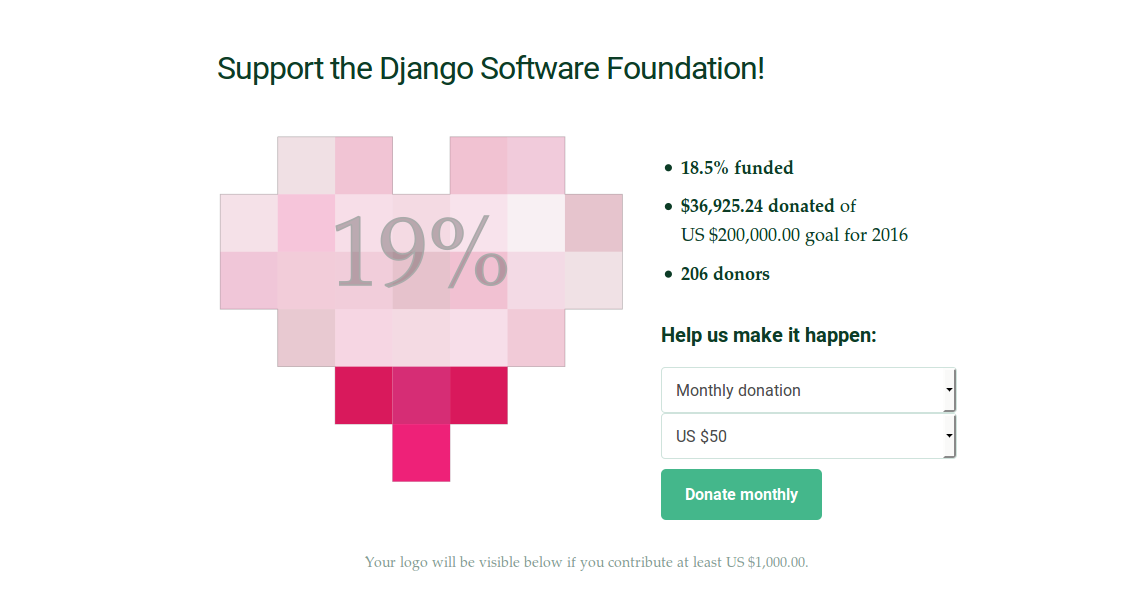 Support the Django Software Foundation!
19%
18.5% funded
$36,925.24 donated of
US $200,000.00 goal for 2016
206 donors
Help us make it happen:
Monthly donation
US $50
Donate monthly
Your logo will be visible below if you contribute at least US $1,000.00.